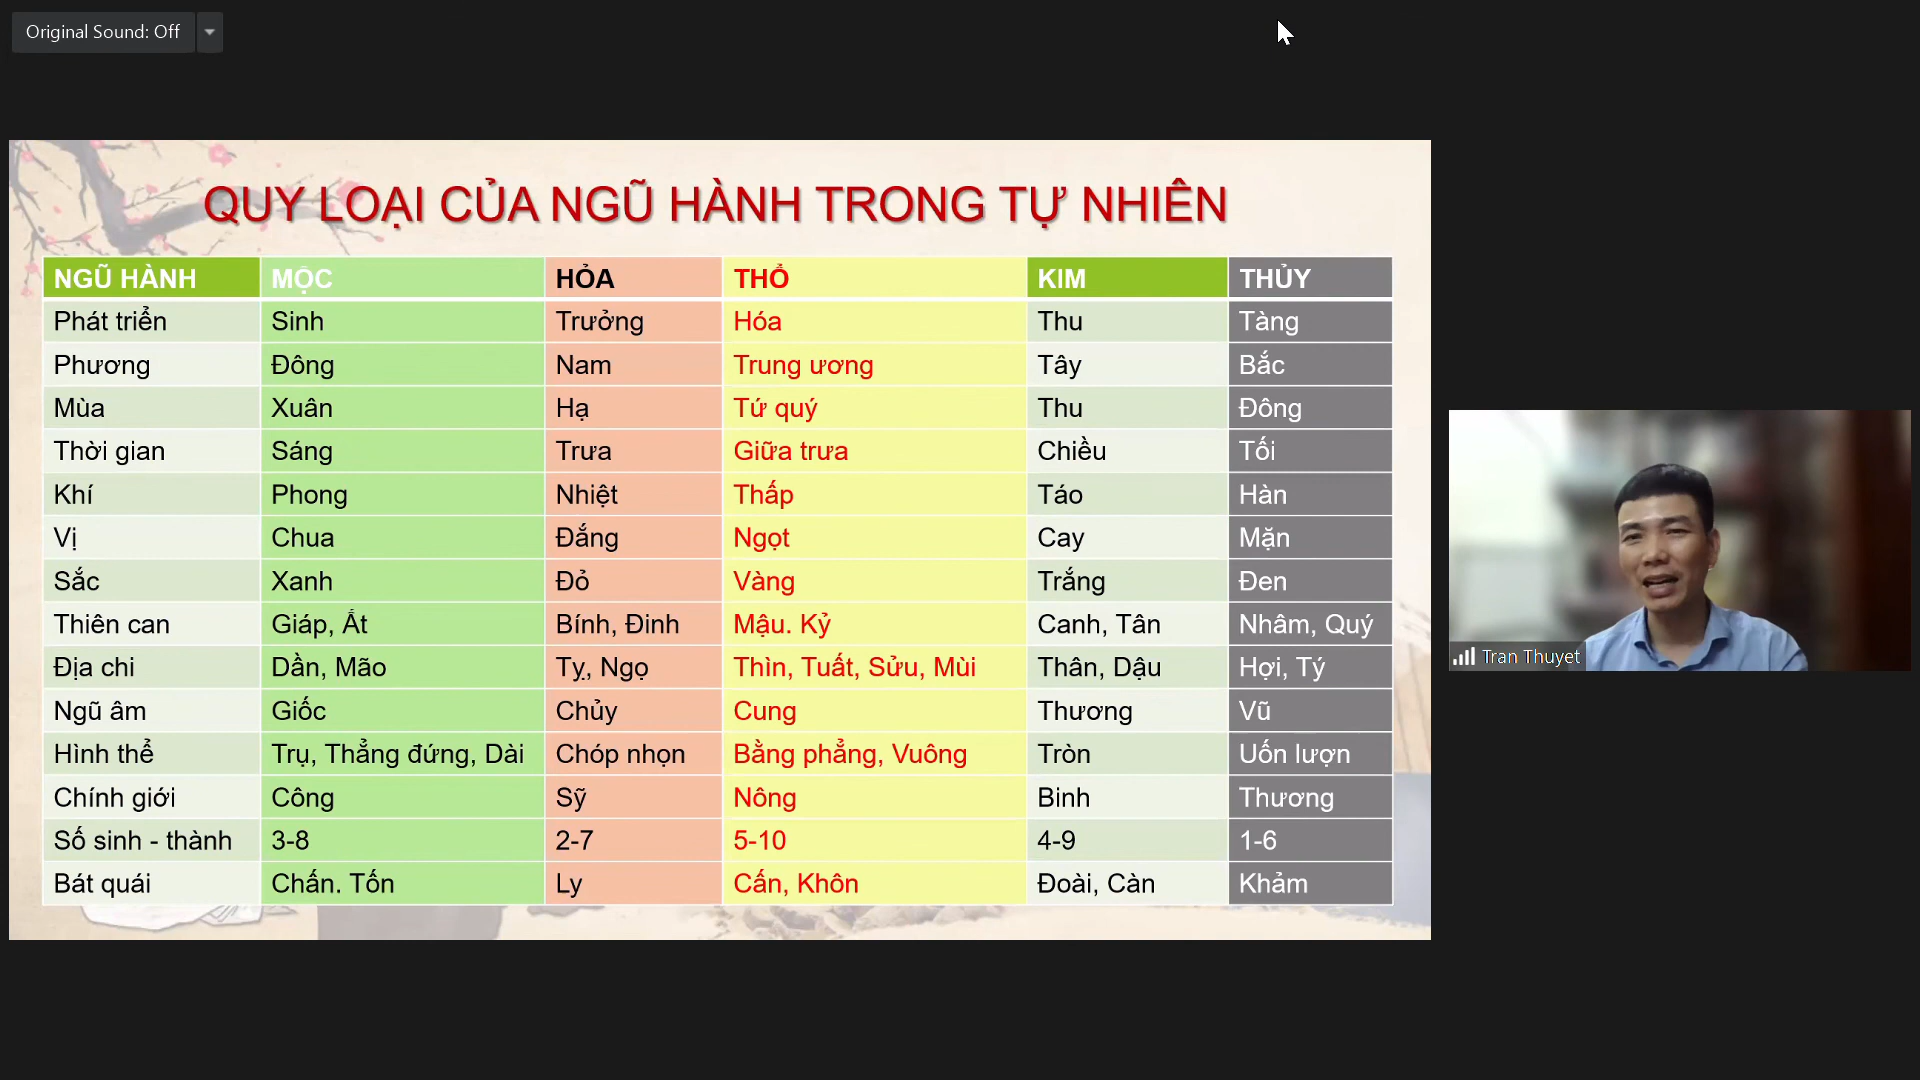 Original Sound: Off
QUY LOẠI CỦA NGŨ HÀNH TRONG TỰ NHIÊN
NGŨ HÀNH MỘC HỎA THỔ KIM THỦY
Phát triển Sinh Trưởng Hóa Thu Tàng
Phương Đông Nam Trung ương Tây Bắc
Mùa Xuân Hạ Tứ quý Thu Đông
Thời gian Sáng Trưa Giữa trưa Chiều Tối
Khí Phong Nhiệt Thấp Táo Hàn
Vị Chua Đắng Ngọt Cay Mặn
Sắc Xanh Đỏ Vàng Trắng Đen
Thiên can Giáp, Ất Bính, Đinh Mậu. Kỷ Canh, Tân Nhâm, Quý
Địa chi Dần, Mão Tỵ, Ngọ Thìn, Tuất, Sửu, Mùi Thân, Dậu Hợi, Tý
Ngũ âm Giốc Chủy Cung Thương Vũ
Hình thể Trụ, Thẳng đứng, Dài Chóp nhọn Bằng phẳng, Vuông Tròn Uốn lượn
Chính giới Công Sỹ Nông Binh Thương
Số sinh - thành 3-8 2-7 5-10 4-9 1-6
Bát quái Chấn. Tốn Ly Cấn, Khôn Đoài, Càn Khảm
Tran Thuyet